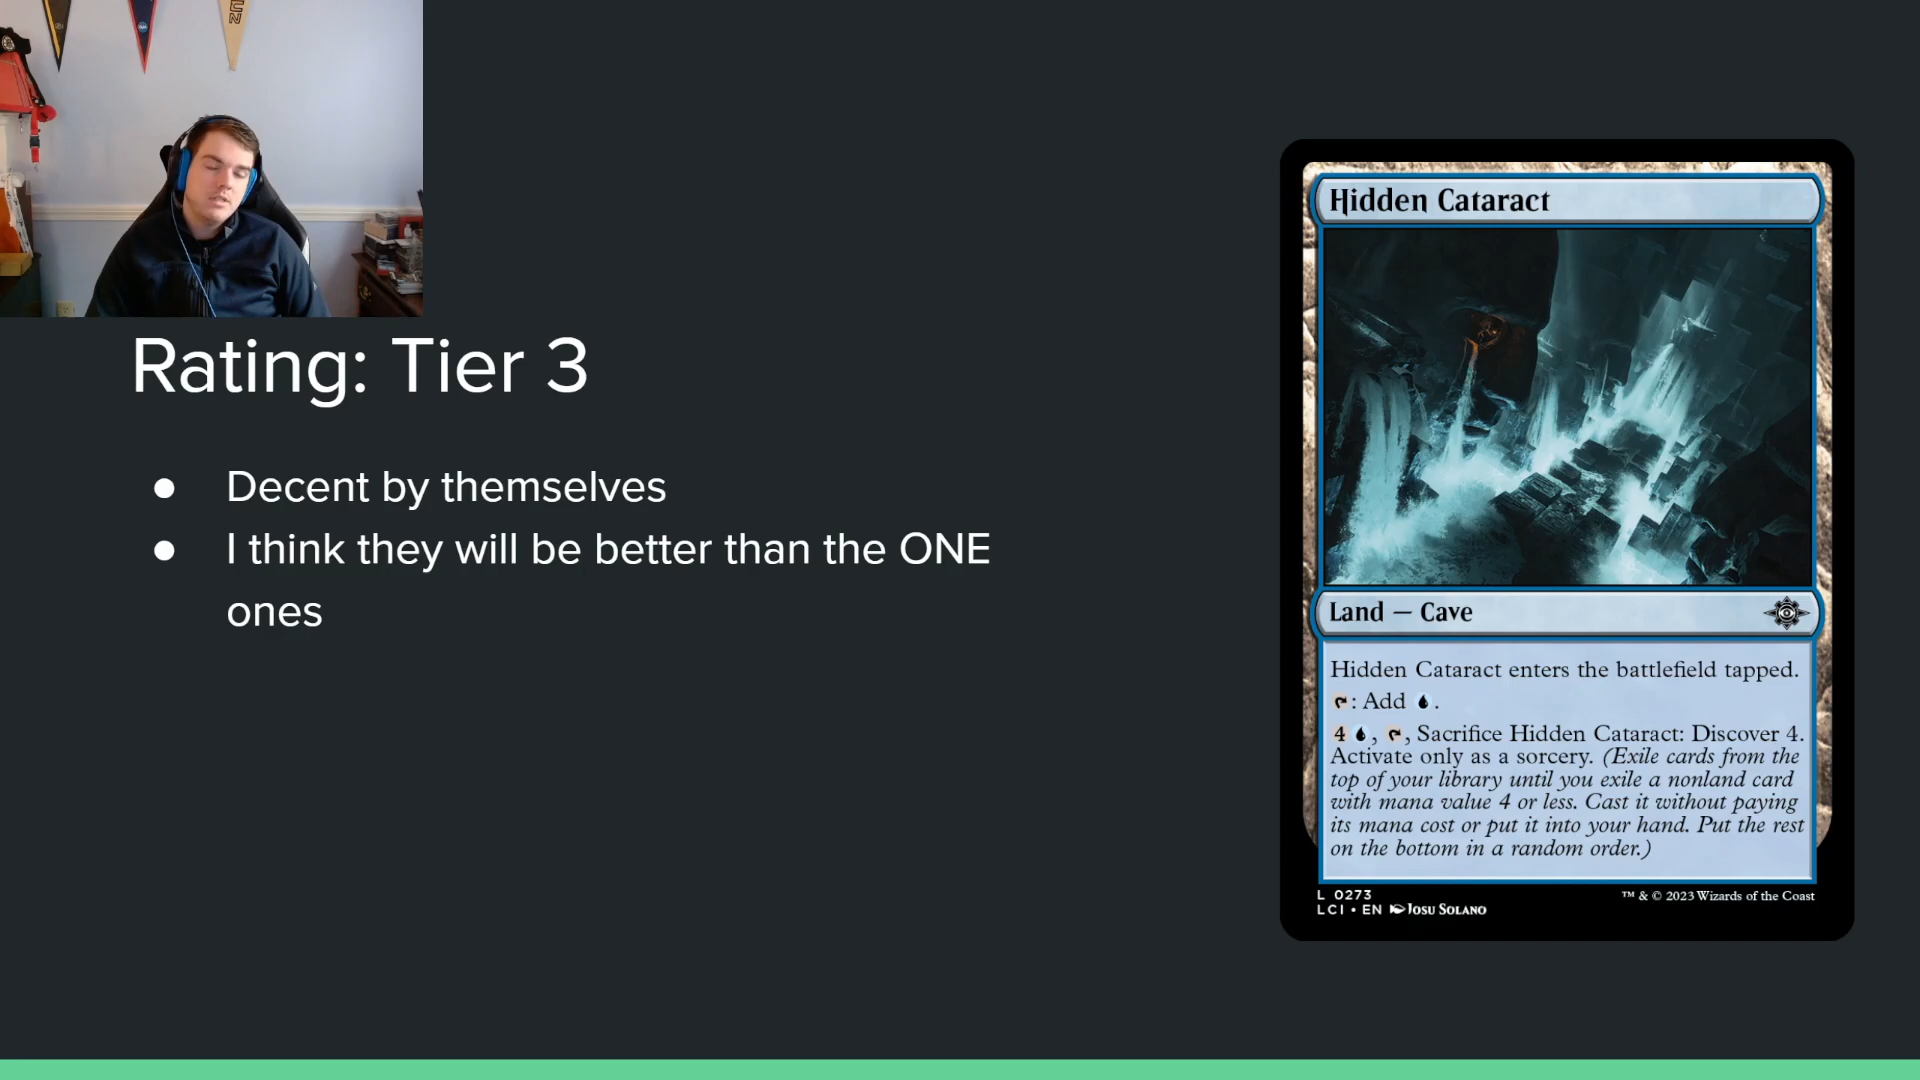 Rating: Tier 3
● Decent by themselves
● I think they will be better than the ONE
ones
Hidden Cataract
Land — Cave
Hidden Cataract enters the battlefield tapped.
: Add .
4 , , Sacrifice Hidden Cataract: Discover 4.
Activate only as a sorcery. (Exile cards from the
top of your library until you exile a nonland card
with mana value 4 or less. Cast it without paying
its mana cost or put it into your hand. Put the rest
on the bottom in a random order.)
L 0273
LCI • EN Josu Solano
™ & © 2023 Wizards of the Coast